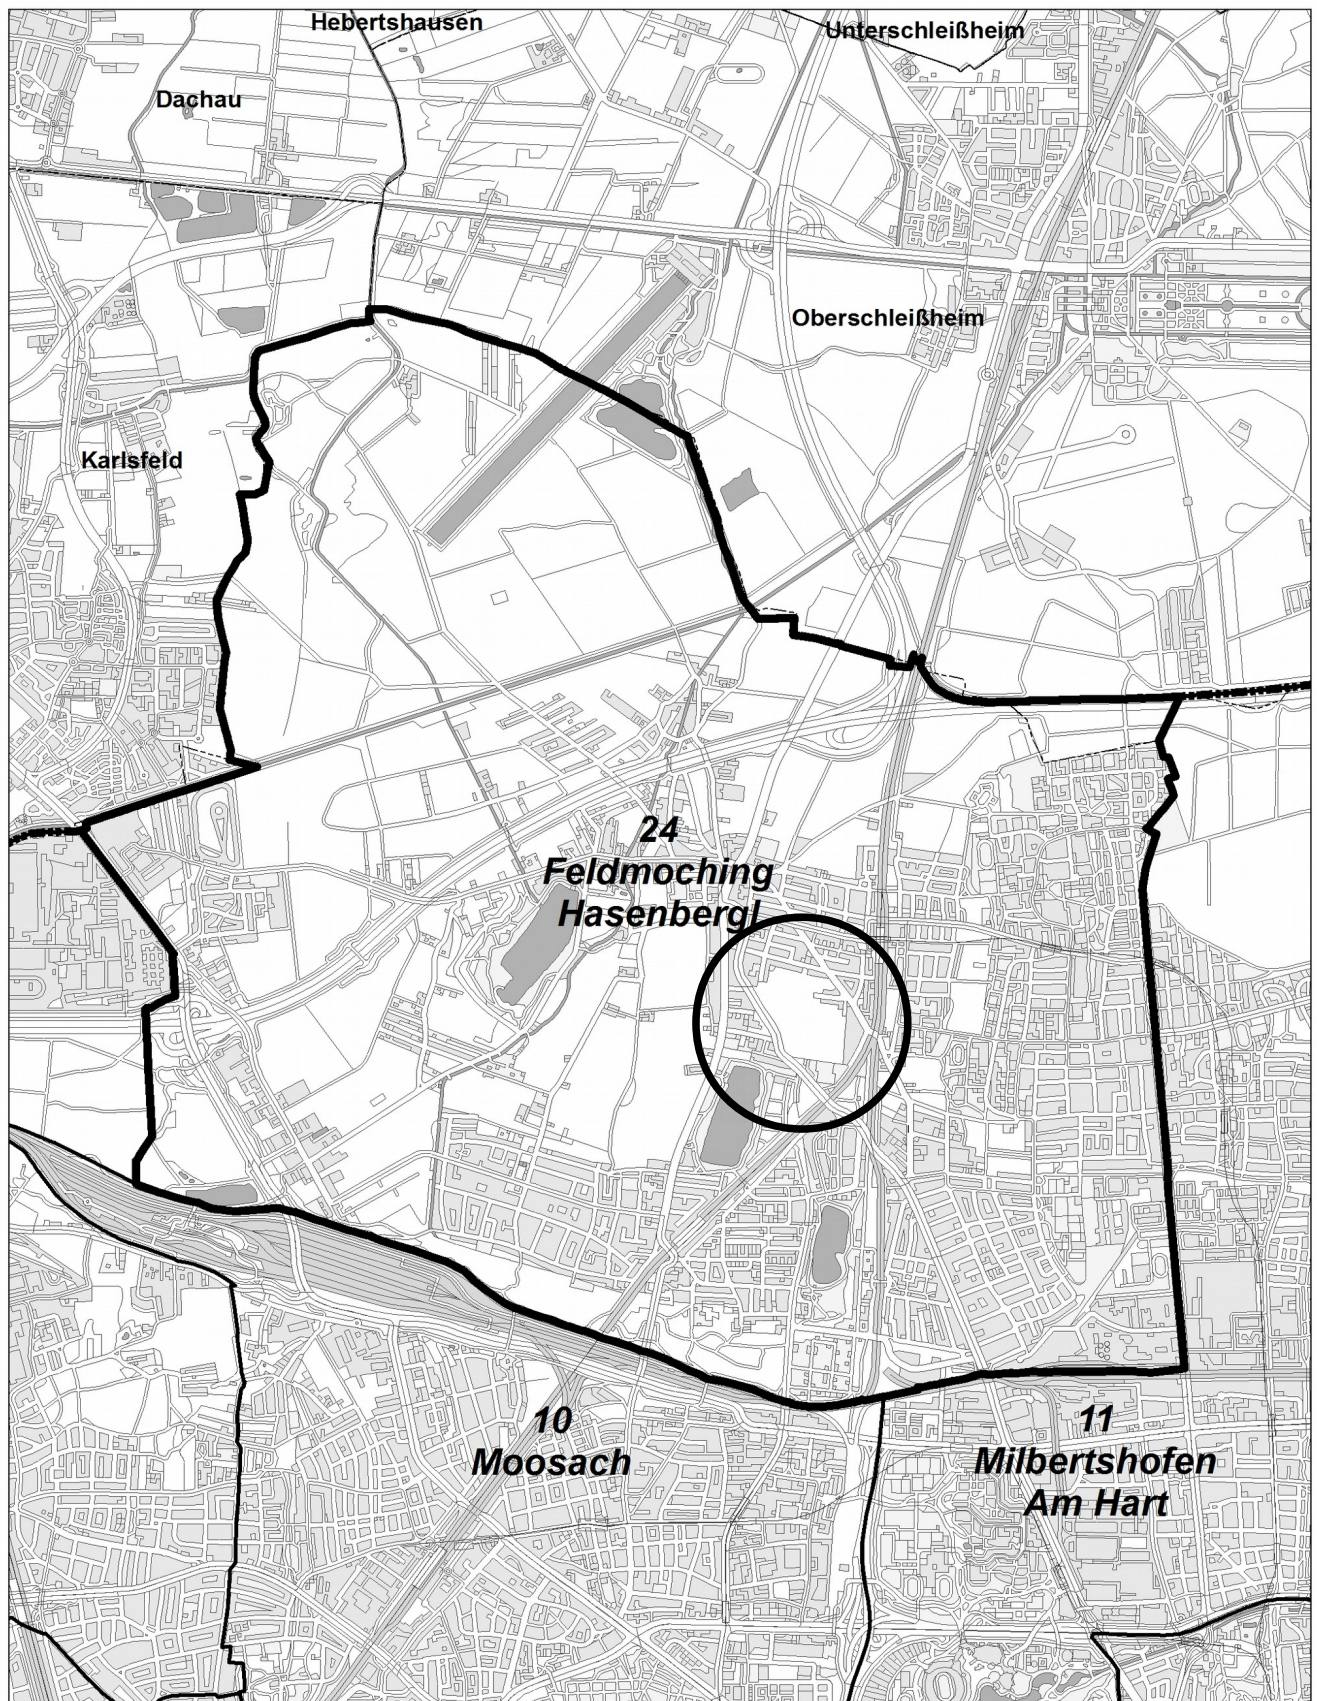 Hebertshausen
Unterschleißheim
Dachau
Oberschleißheim
Karlsfeld
24
Feldmoching
Hasenbergl
10
Moosach
11
Milbertshofen
Am Hart